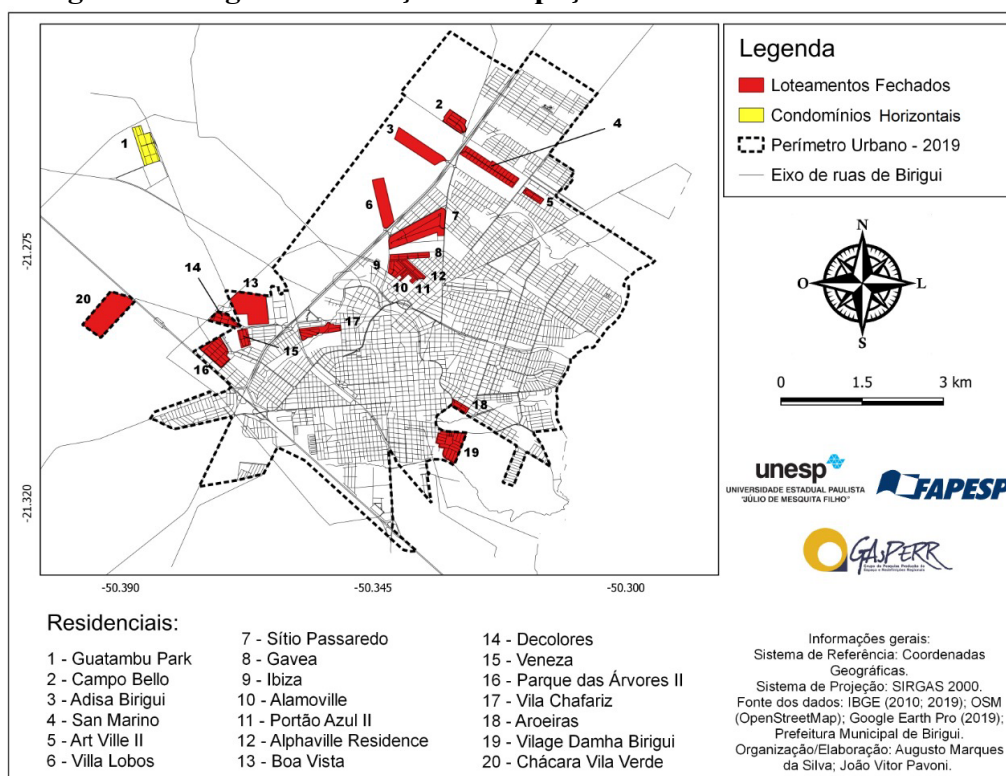 Legenda
Loteamentos Fechados
Condomínios Horizontais
Perímetro Urbano - 2019
Eixo de ruas de Birigui
1
2
3
4
5
6
7
8
9
10
11
12
13
14
15
16
17
18
19
20
-21.275
-21.320
-50.390
-50.345
-50.300
N
O
L
S
0 1.5 3 km
unesp
UNIVERSIDADE ESTADUAL PAULISTA
"JÚLIO DE MESQUITA FILHO"
FAPESP
GAsPERR
Residenciais:
1 - Guatambu Park
2 - Campo Bello
3 - Adisa Birigui
4 - San Marino
5 - Art Ville II
6 - Villa Lobos
7 - Sítio Passaredo
8 - Gavea
9 - Ibiza
10 - Alamoville
11 - Portão Azul II
12 - Alphaville Residence
13 - Boa Vista
14 - Decolores
15 - Veneza
16 - Parque das Árvores II
17 - Vila Chafariz
18 - Aroeiras
19 - Vilage Damha Birigui
20 - Chácara Vila Verde
Informações gerais:
Sistema de Referência: Coordenadas
Geográficas.
Sistema de Projeção: SIRGAS 2000.
Fonte dos dados: IBGE (2010; 2019); OSM
(OpenStreetMap); Google Earth Pro (2019);
Prefeitura Municipal de Birigui.
Organização/Elaboração: Augusto Marques
da Silva; João Vitor Pavoni.